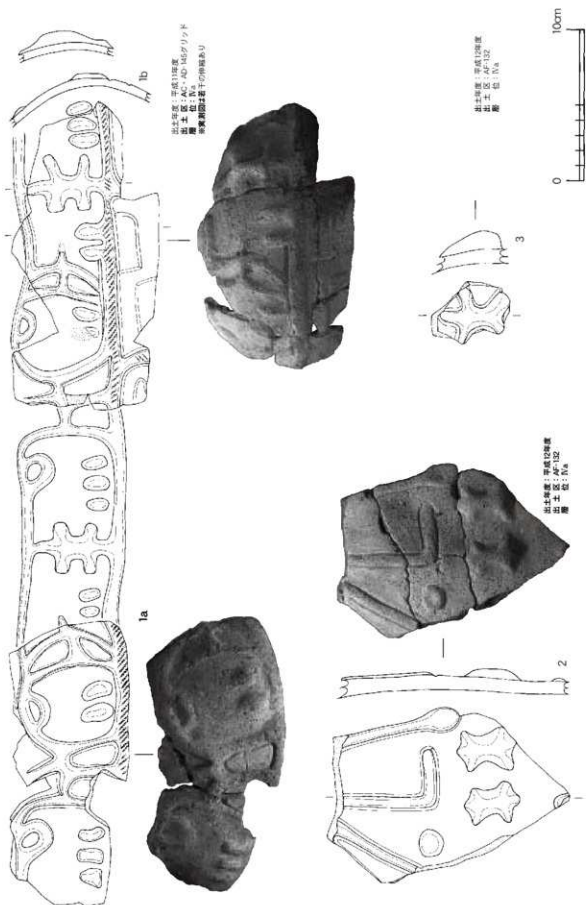 1a
1b
出土年度：平成11年度
出土区：AC・AD-145グリッド
層位：Ⅳa
※実測図は若干の伸縮あり
2
出土年度：平成12年度
出土区：AF-132
層位：Ⅳa
3
出土年度：平成12年度
出土区：AF-132
層位：Ⅳa
0
10cm